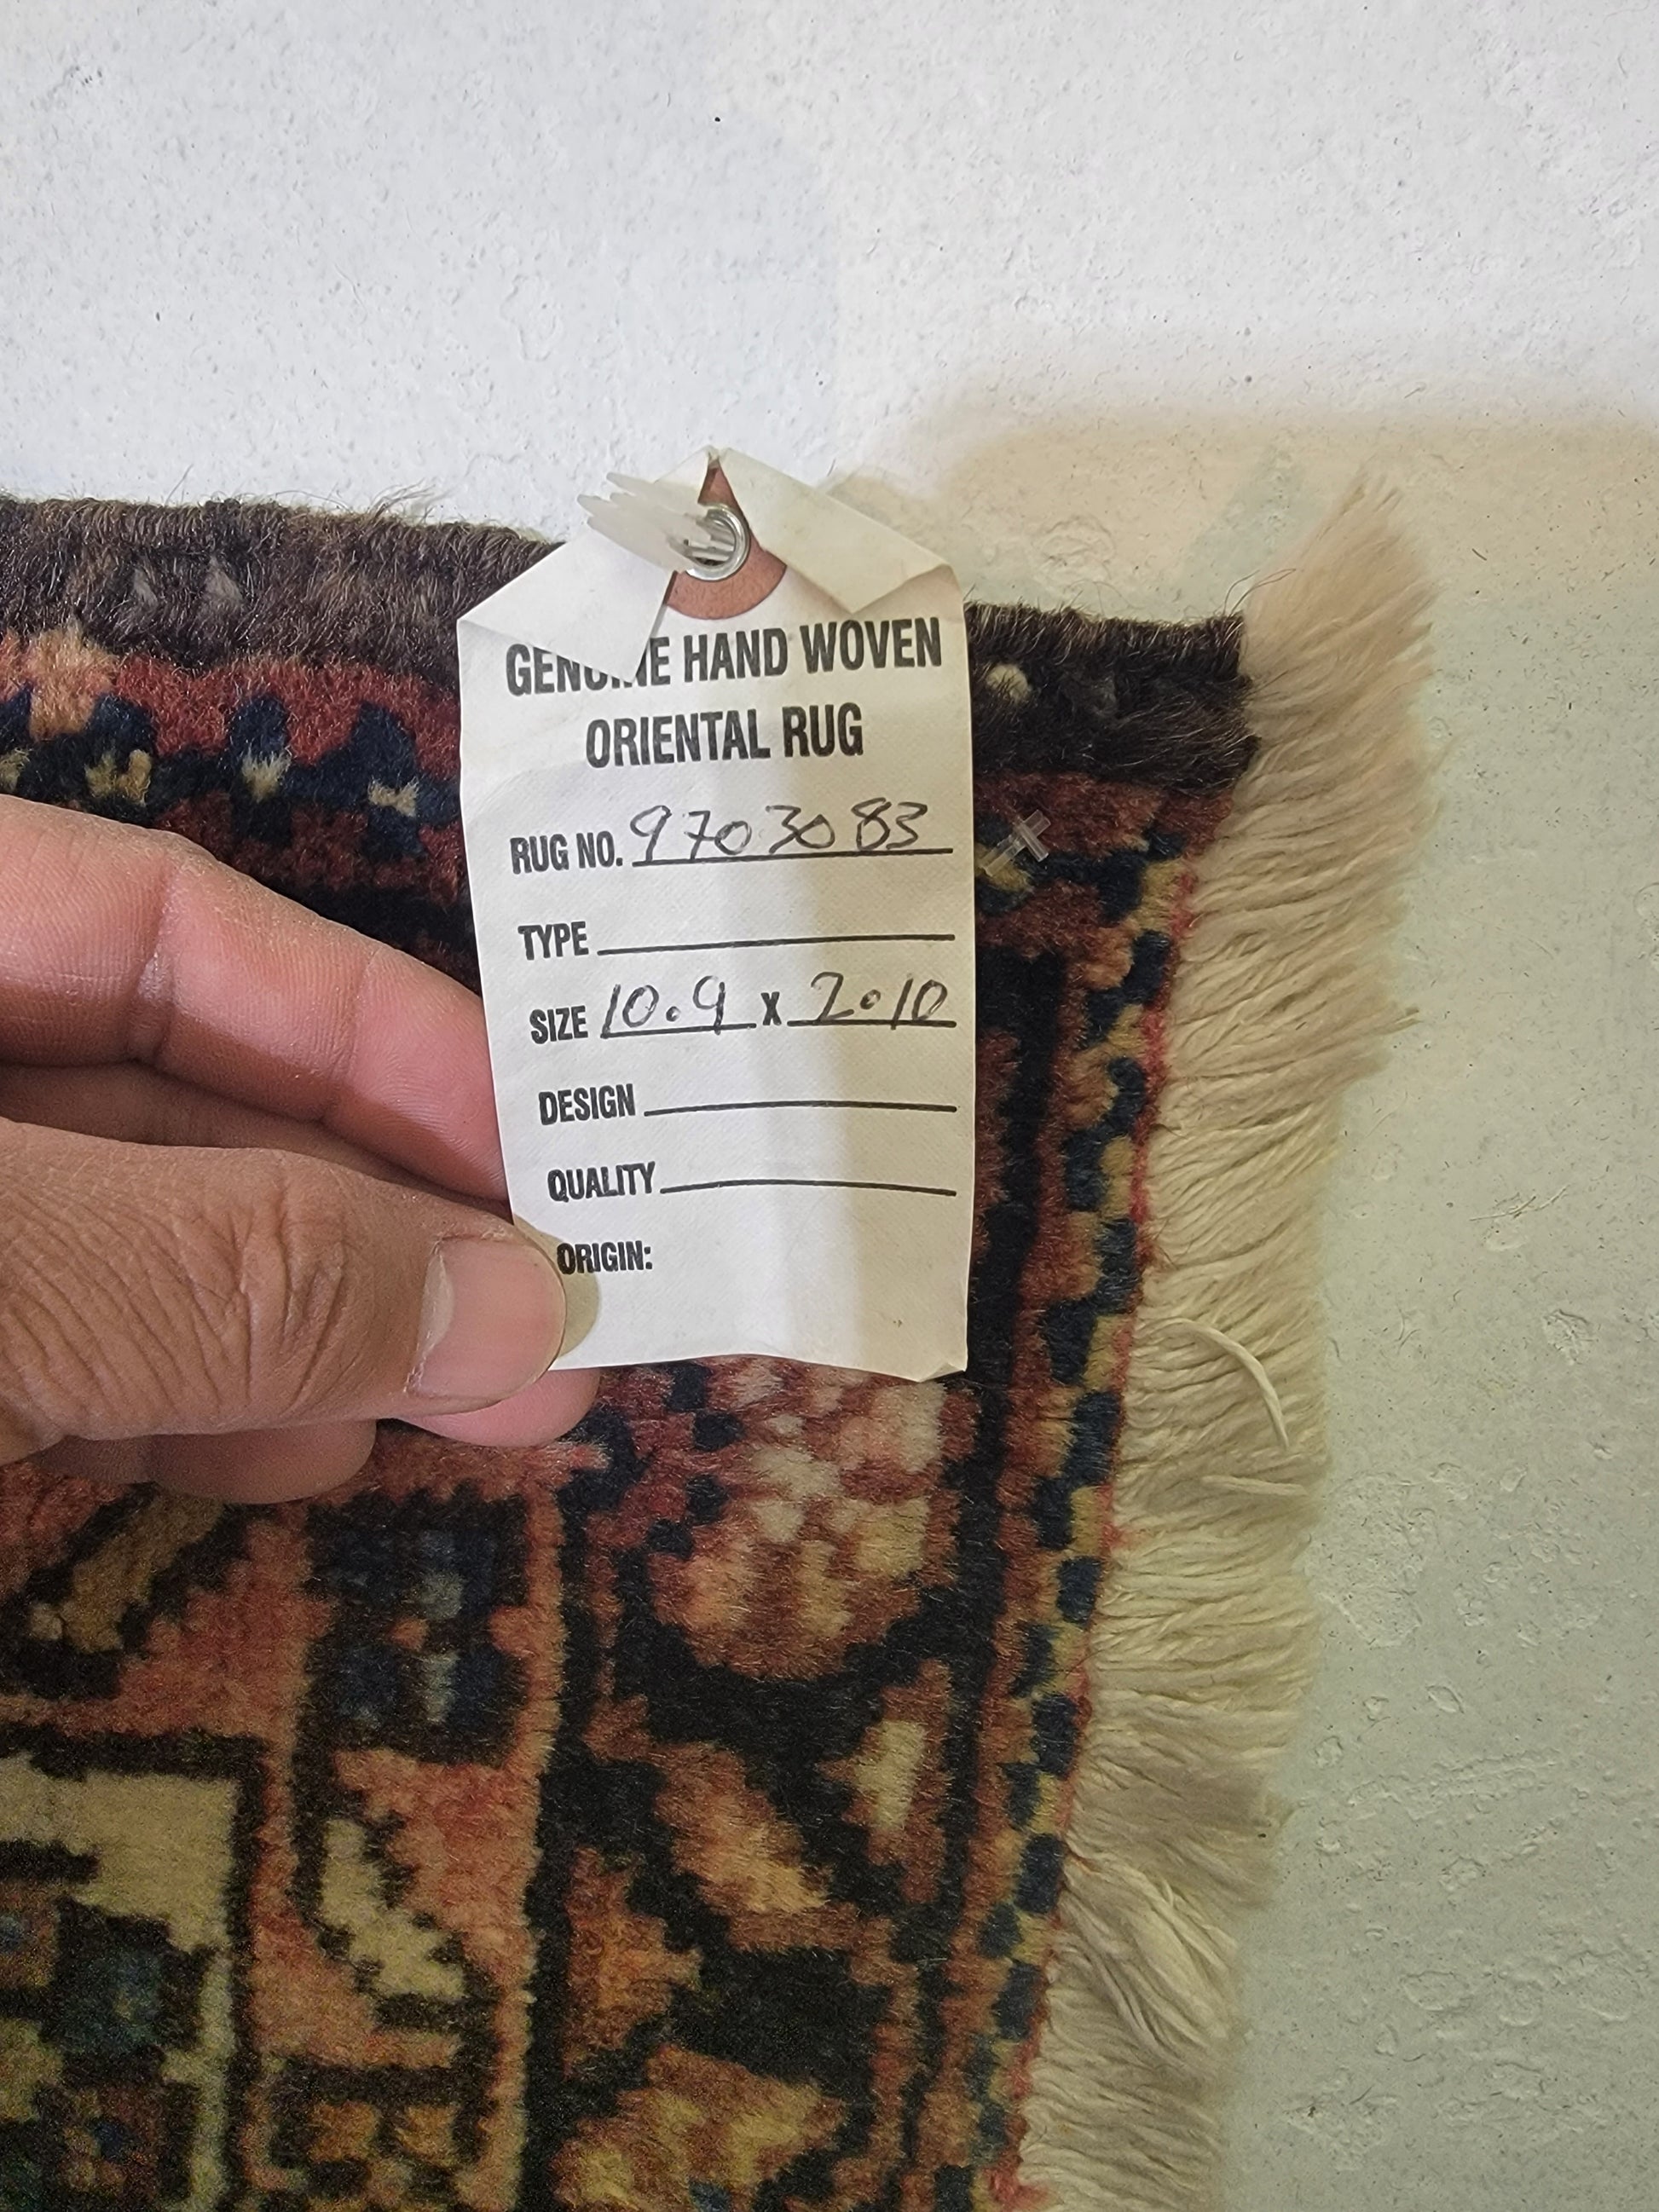 GENUINE HAND WOVEN
ORIENTAL RUG
RUG NO. 9703083
TYPE
SIZE 10.9 x 2.10
DESIGN
QUALITY
ORIGIN: